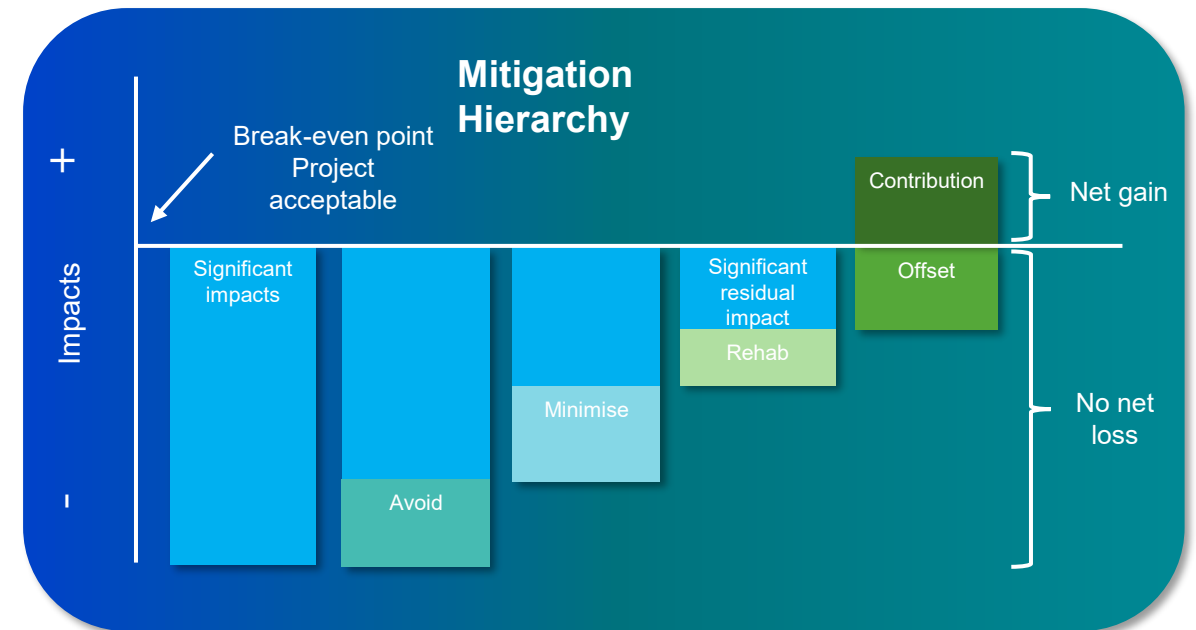 Mitigation
Hierarchy
Break-even point
Project
acceptable
+
Impacts
-
Significant
impacts
Avoid
Minimise
Significant
residual
impact
Rehab
Contribution
Offset
Net gain
No net
loss